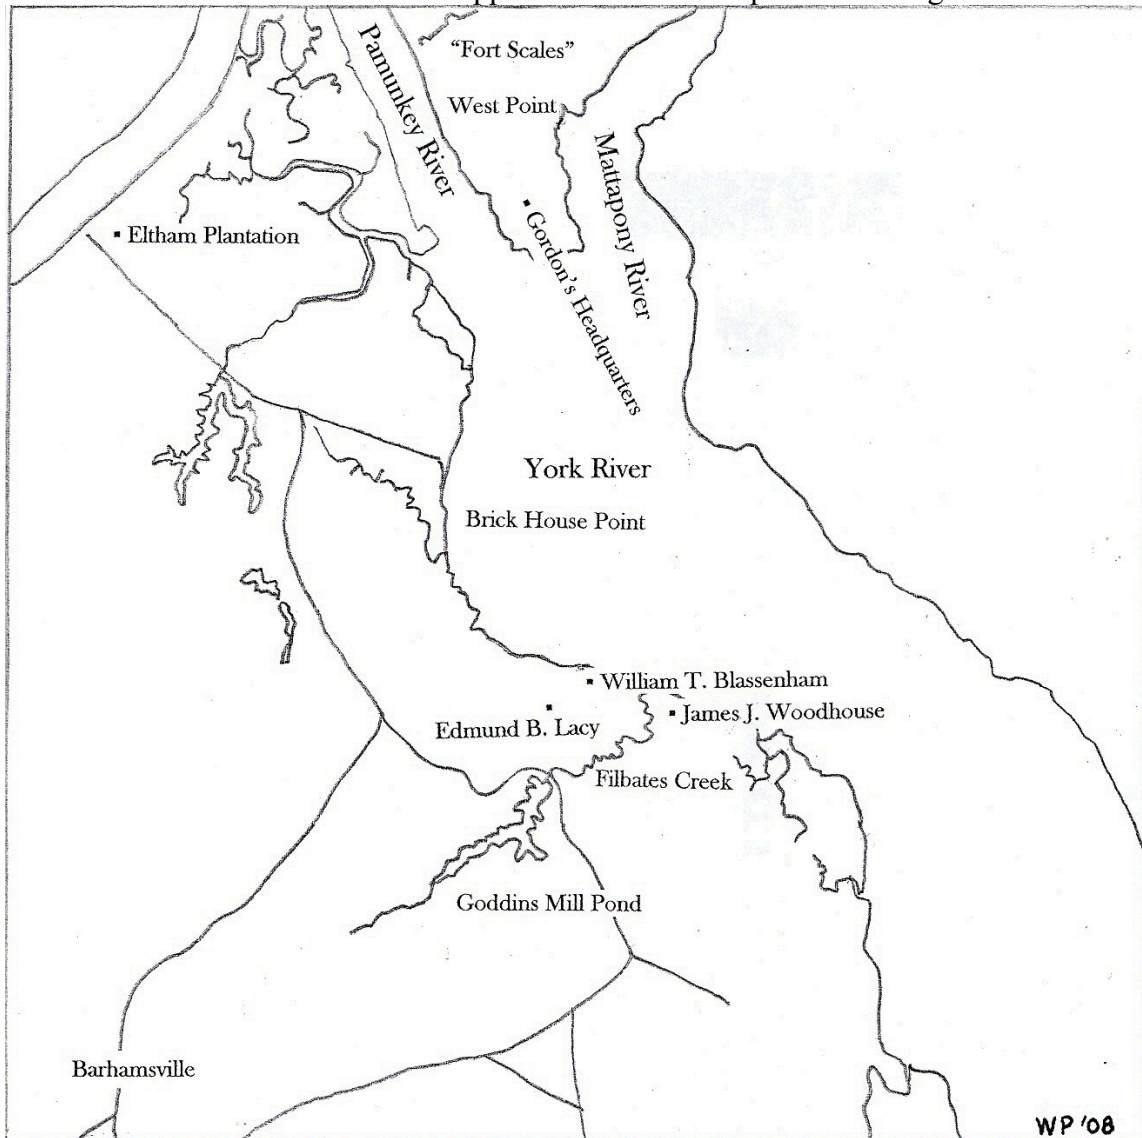 “Fort Scales”
Pamunkey River
West Point
Mattapony River
Gordon's Headquarters
Eltham Plantation
York River
Brick House Point
William T. Blassenham
James J. Woodhouse
Edmund B. Lacy
Filbates Creek
Goddins Mill Pond
Barhamsville
WP '08